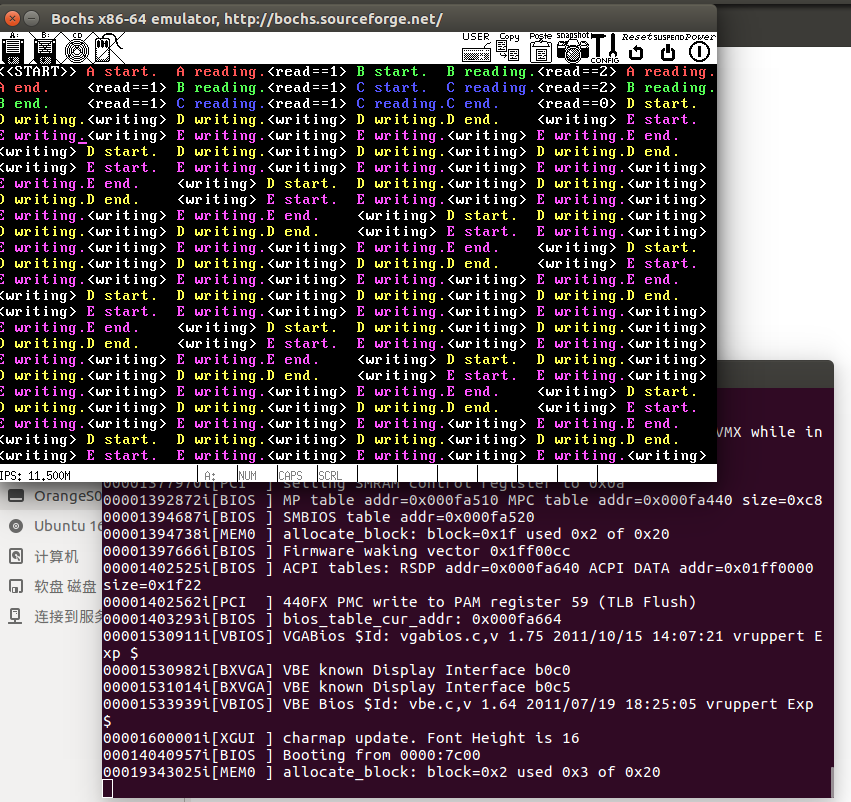 Bochs x86-64 emulator, http://bochs.sourceforge.net/
A: B: CD USER Copy Paste Snapshot CONFIG Reset SUSPEND Power
<<START>> A start. A reading.<read==1> B start. B reading.<read==2> A reading.
A end. <read==1> B reading.<read==1> C start. C reading.<read==2> B reading.
B end. <read==1> C reading.<read==1> C reading.C end. <read==0> D start.
D writing.<writing> D writing.<writing> D writing.D end. <writing> E start.
E writing.<writing> E writing.<writing> E writing.<writing> E writing.E end.
<writing> D start. D writing.<writing> D writing.<writing> D writing.D end.
<writing> E start. E writing.<writing> E writing.<writing> E writing.<writing>
E writing.E end. <writing> D start. D writing.<writing> D writing.<writing>
D writing.D end. <writing> E start. E writing.<writing> E writing.<writing>
E writing.<writing> E writing.E end. <writing> D start. D writing.<writing>
D writing.<writing> D writing.D end. <writing> E start. E writing.<writing>
E writing.<writing> E writing.<writing> E writing.E end. <writing> D start.
D writing.<writing> D writing.<writing> D writing.D end. <writing> E start.
E writing.<writing> E writing.<writing> E writing.<writing> E writing.E end.
<writing> D start. D writing.<writing> D writing.<writing> D writing.D end.
<writing> E start. E writing.<writing> E writing.<writing> E writing.<writing>
E writing.E end. <writing> D start. D writing.<writing> D writing.<writing>
D writing.D end. <writing> E start. E writing.<writing> E writing.<writing>
E writing.<writing> E writing.E end. <writing> D start. D writing.<writing>
D writing.<writing> D writing.D end. <writing> E start. E writing.<writing>
E writing.<writing> E writing.<writing> E writing.E end. <writing> D start.
D writing.<writing> D writing.<writing> D writing.D end. <writing> E start.
E writing.<writing> E writing.<writing> E writing.<writing> E writing.E end.
<writing> D start. D writing.<writing> D writing.<writing> D writing.D end.
<writing> E start. E writing.<writing> E writing.<writing> E writing.<writing>
IPS: 11.500M A: NUM CAPS SCRL
VMX while in
00001377970i[PCI ] setting SMRAM control register to 0x0a
00001392872i[BIOS ] MP table addr=0x000fa510 MPC table addr=0x000fa440 size=0xc8
00001394687i[BIOS ] SMBIOS table addr=0x000fa520
00001394738i[MEM0 ] allocate_block: block=0x1f used 0x2 of 0x20
00001397666i[BIOS ] Firmware waking vector 0x1ff00cc
00001402525i[BIOS ] ACPI tables: RSDP addr=0x000fa640 ACPI DATA addr=0x01ff0000
size=0x1f22
00001402562i[PCI ] 440FX PMC write to PAM register 59 (TLB Flush)
00001403293i[BIOS ] bios_table_cur_addr: 0x000fa664
00001530911i[VBIOS] VGABios $Id: vgabios.c,v 1.75 2011/10/15 14:07:21 vruppert E
xp $
00001530982i[BXVGA] VBE known Display Interface b0c0
00001531014i[BXVGA] VBE known Display Interface b0c5
00001533939i[VBIOS] VBE Bios $Id: vbe.c,v 1.64 2011/07/19 18:25:05 vruppert Exp
$
00001600001i[XGUI ] charmap update. Font Height is 16
00014040957i[BIOS ] Booting from 0000:7c00
00019343025i[MEM0 ] allocate_block: block=0x2 used 0x3 of 0x20
OrangeS0
Ubuntu 16
计算机
软盘 磁盘
连接到服务